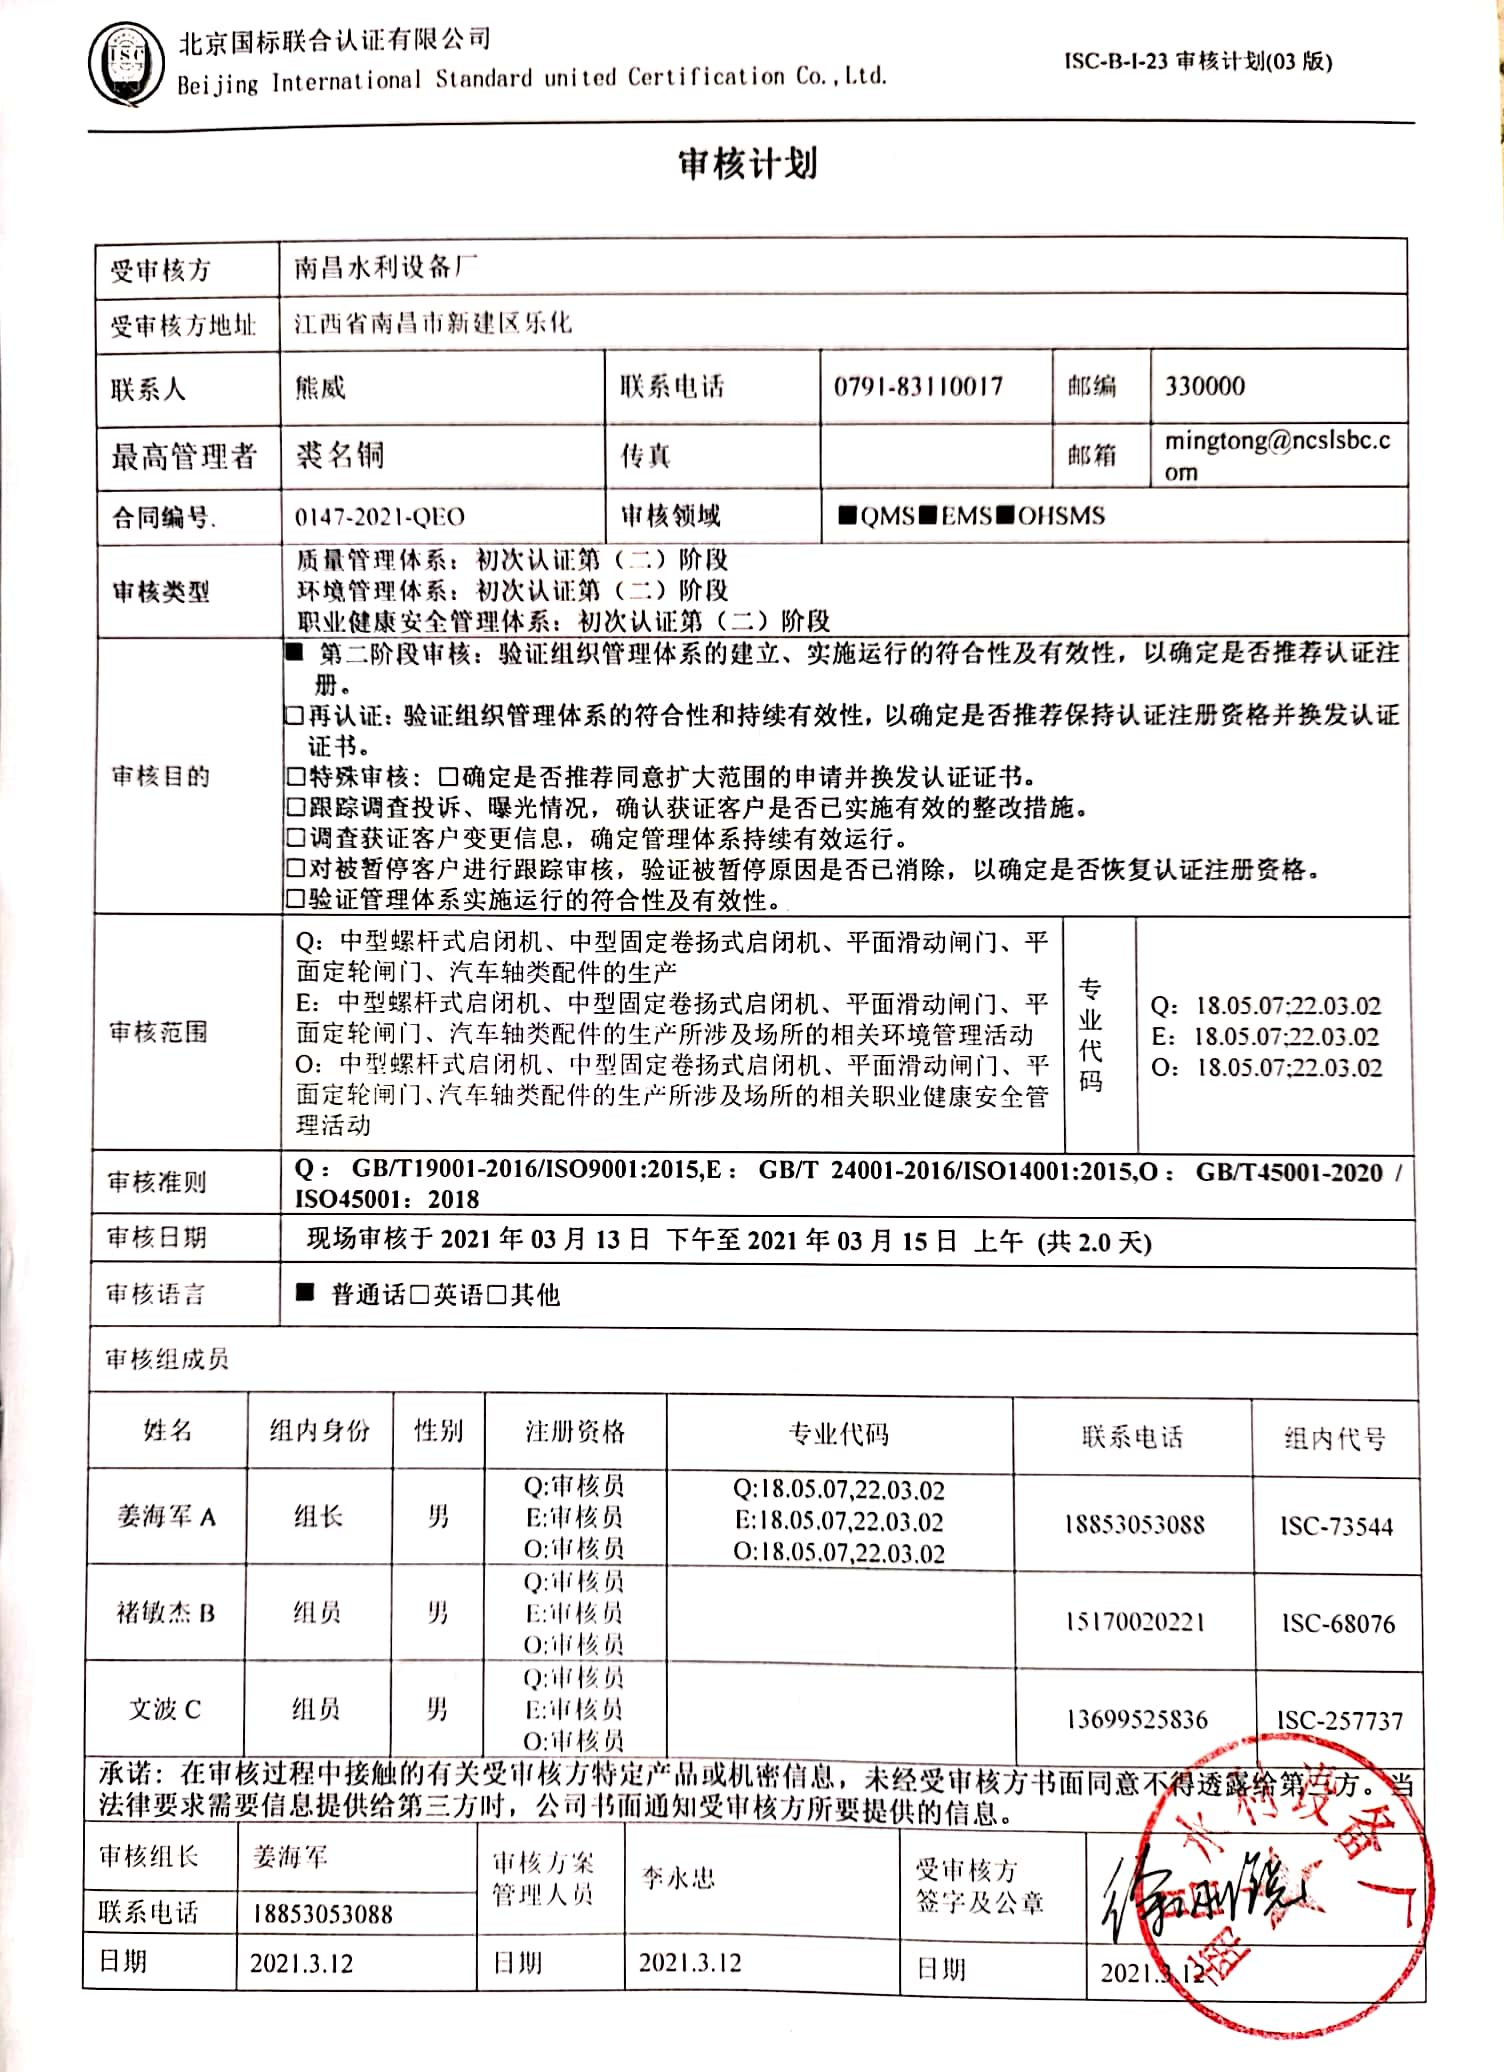 ISC
北京国标联合认证有限公司
Beijing International Standard united Certification Co.,Ltd.
ISC-B-I-23 审核计划(03 版)
审核计划
受审核方 南昌水利设备厂
受审核方地址 江西省南昌市新建区乐化
联系人 熊威 联系电话 0791-83110017 邮编 330000
最高管理者 裘名铜 传真 邮箱 mingtong@ncslsbc.c
om
合同编号. 0147-2021-QEO 审核领域 ■QMS■EMS■OHSMS
审核类型
质量管理体系：初次认证第（二）阶段
环境管理体系：初次认证第（二）阶段
职业健康安全管理体系：初次认证第（二）阶段
审核目的
■ 第二阶段审核：验证组织管理体系的建立、实施运行的符合性及有效性，以确定是否推荐认证注
册。
□再认证：验证组织管理体系的符合性和持续有效性，以确定是否推荐保持认证注册资格并换发认证
证书。
□特殊审核：□确定是否推荐同意扩大范围的申请并换发认证证书。
□跟踪调查投诉、曝光情况，确认获证客户是否已实施有效的整改措施。
□调查获证客户变更信息，确定管理体系持续有效运行。
□对被暂停客户进行跟踪审核，验证被暂停原因是否已消除，以确定是否恢复认证注册资格。
□验证管理体系实施运行的符合性及有效性。
审核范围
Q：中型螺杆式启闭机、中型固定卷扬式启闭机、平面滑动闸门、平
面定轮闸门、汽车轴类配件的生产
E：中型螺杆式启闭机、中型固定卷扬式启闭机、平面滑动闸门、平
面定轮闸门、汽车轴类配件的生产所涉及场所的相关环境管理活动
O：中型螺杆式启闭机、中型固定卷扬式启闭机、平面滑动闸门、平
面定轮闸门、汽车轴类配件的生产所涉及场所的相关职业健康安全管
理活动
专业代码
Q：18.05.07;22.03.02
E：18.05.07;22.03.02
O：18.05.07;22.03.02
审核准则
Q：GB/T19001-2016/ISO9001:2015,E：GB/T 24001-2016/ISO14001:2015,O：GB/T45001-2020 /
ISO45001：2018
审核日期 现场审核于 2021 年 03 月 13 日 下午至 2021 年 03 月 15 日 上午 (共 2.0 天)
审核语言 ■ 普通话□英语□其他
审核组成员
姓名 组内身份 性别 注册资格 专业代码 联系电话 组内代号
姜海军 A 组长 男 Q:审核员 Q:18.05.07,22.03.02 18853053088 ISC-73544
E:审核员 E:18.05.07,22.03.02
O:审核员 O:18.05.07,22.03.02
褚敏杰 B 组员 男 Q:审核员 15170020221 ISC-68076
E:审核员
O:审核员
文波 C 组员 男 Q:审核员 13699525836 ISC-257737
E:审核员
O:审核员
承诺：在审核过程中接触的有关受审核方特定产品或机密信息，未经受审核方书面同意不得透露给第三方。当
法律要求需要信息提供给第三方时，公司书面通知受审核方所要提供的信息。
审核组长 姜海军 审核方案
管理人员 李永忠 受审核方
签字及公章
联系电话 18853053088
日期 2021.3.12 日期 2021.3.12 日期 2021.3.12
水利设备厂